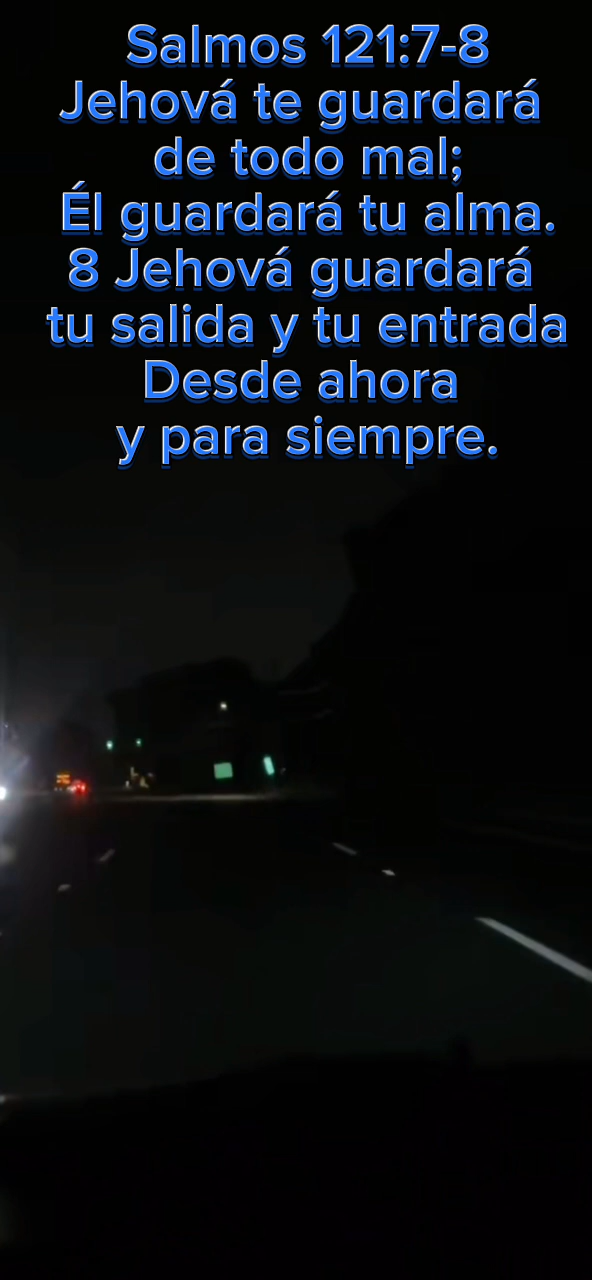 Salmos 121:7-8
Jehová te guardará
de todo mal;
Él guardará tu alma.
8 Jehová guardará
tu salida y tu entrada
Desde ahora
y para siempre.